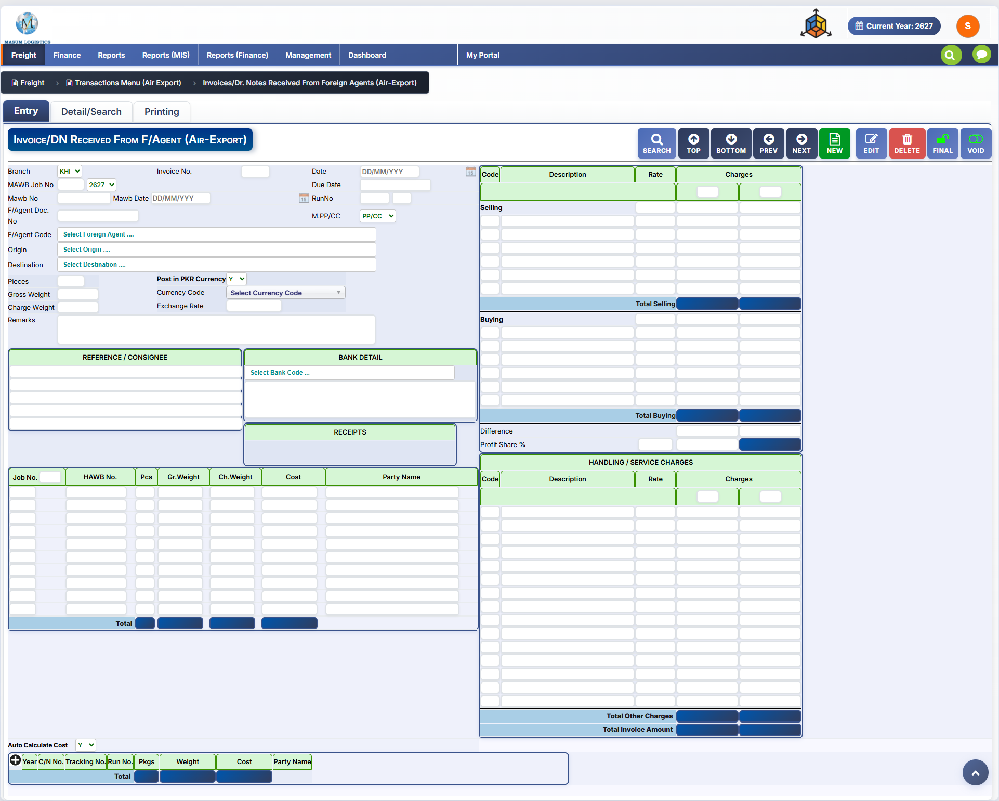 MASUM LOGISTICS
Current Year: 2627
S
Freight Finance Reports Reports (MIS) Reports (Finance) Management Dashboard My Portal
Freight › Transactions Menu (Air Export) › Invoices/Dr. Notes Received From Foreign Agents (Air-Export)
Entry Detail/Search Printing
Invoice/DN Received From F/Agent (Air-Export)
SEARCH TOP BOTTOM PREV NEXT NEW EDIT DELETE FINAL VOID
Branch KHI Invoice No. Date DD/MM/YYY 15
MAWB Job No 2627 Due Date
Mawb No Mawb Date DD/MM/YYY 15 RunNo
F/Agent Doc. No M.PP/CC PP/CC
F/Agent Code Select Foreign Agent ....
Origin Select Origin ....
Destination Select Destination ....
Pieces Post in PKR Currency Y
Gross Weight Currency Code Select Currency Code
Charge Weight Exchange Rate
Remarks
REFERENCE / CONSIGNEE
BANK DETAIL
Select Bank Code ...
RECEIPTS
Job No. HAWB No. Pcs Gr.Weight Ch.Weight Cost Party Name
Total
Code Description Rate Charges
Selling
Total Selling
Buying
Total Buying
Difference
Profit Share %
HANDLING / SERVICE CHARGES
Code Description Rate Charges
Total Other Charges
Total Invoice Amount
Auto Calculate Cost Y
Year C/N No. Tracking No. Run No. Pkgs Weight Cost Party Name
Total